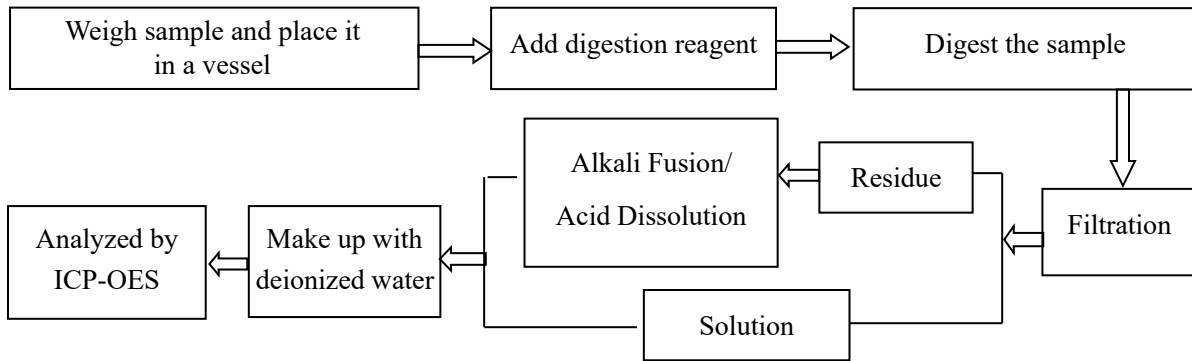 Weigh sample and place it
in a vessel
Add digestion reagent
Digest the sample
Filtration
Residue
Alkali Fusion/
Acid Dissolution
Solution
Make up with
deionized water
Analyzed by
ICP-OES